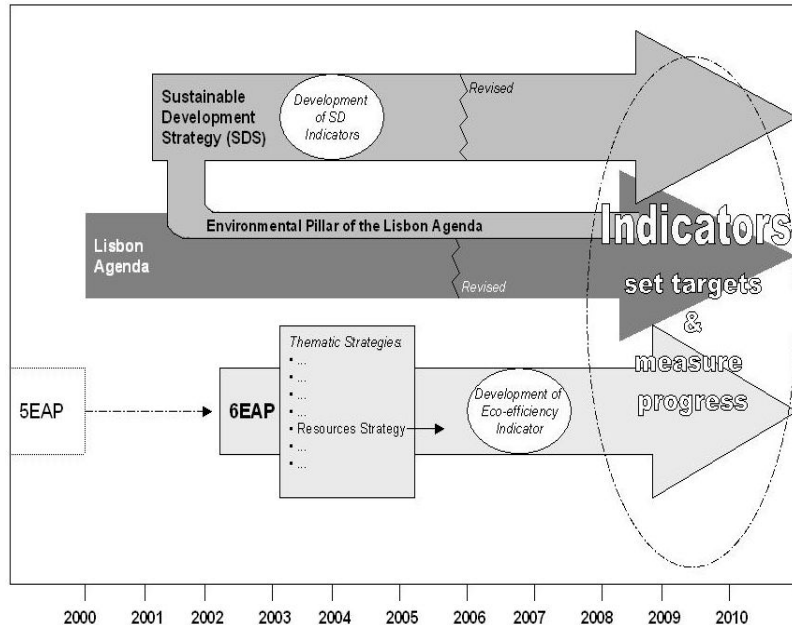 Sustainable
Development
Strategy (SDS)
Development
of SD
Indicators
Revised
Environmental Pillar of the Lisbon Agenda
Lisbon
Agenda
Revised
Indicators
set targets
&
measure
progress
Thematic Strategies:
• ...
• ...
• ...
• ...
• Resources Strategy
• ...
• ...
5EAP
6EAP
Development of
Eco-efficiency
Indicator
2000 2001 2002 2003 2004 2005 2006 2007 2008 2009 2010